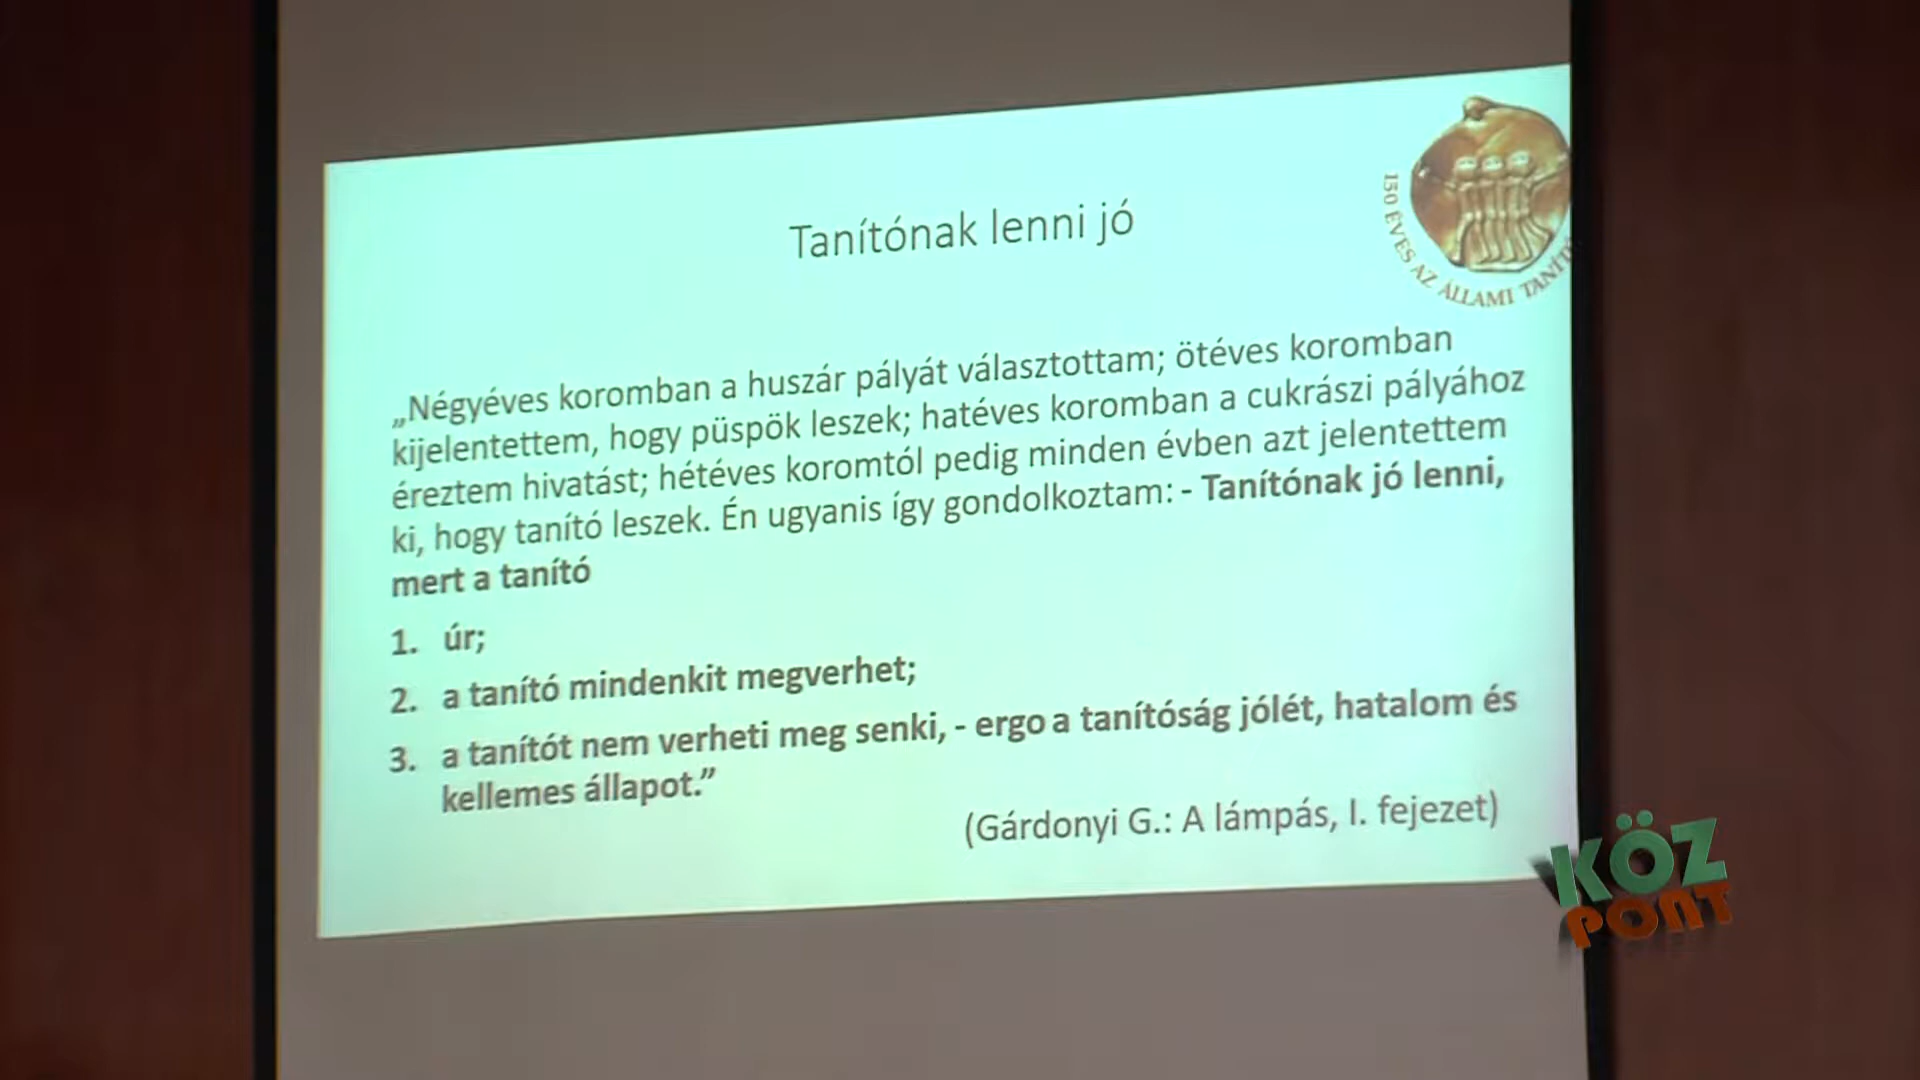 Tanítónak lenni jó
150 ÉVES AZ ÁLLAMI
„Négyéves koromban a huszár pályát választottam; ötéves koromban
kijelentettem, hogy püspök leszek; hatéves koromban a cukrászi pályához
éreztem hivatást; hétéves koromtól pedig minden évben azt jelentettem
ki, hogy tanító leszek. Én ugyanis így gondolkoztam: - Tanítónak jó lenni,
mert a tanító
1. úr;
2. a tanító mindenkit megverhet;
3. a tanítót nem verheti meg senki, - ergo a tanítóság jólét, hatalom és
kellemes állapot.”
(Gárdonyi G.: A lámpás, I. fejezet)
KÖZ
PONT